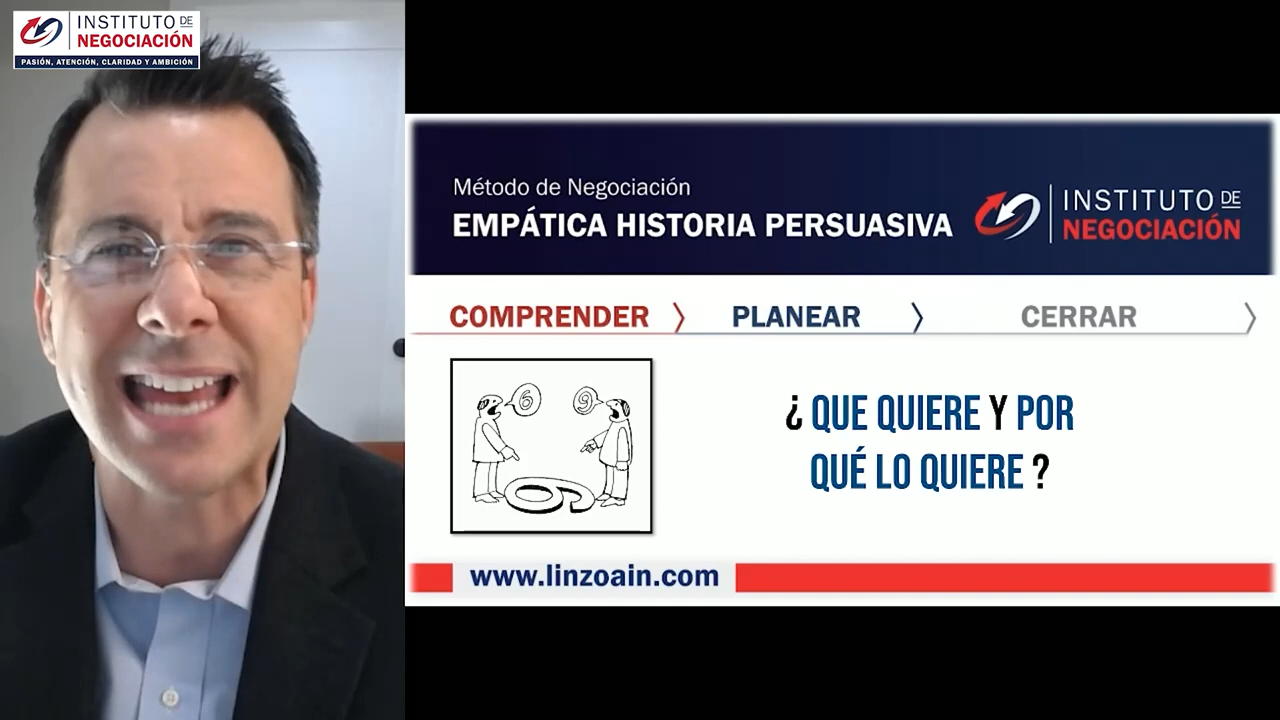 INSTITUTO DE
NEGOCIACIÓN
PASIÓN, ATENCIÓN, CLARIDAD Y AMBICIÓN
Método de Negociación
EMPÁTICA HISTORIA PERSUASIVA
INSTITUTO DE
NEGOCIACIÓN
COMPRENDER
PLANEAR
CERRAR
6
9
¿ QUE QUIERE Y POR
QUÉ LO QUIERE ?
www.linzoain.com